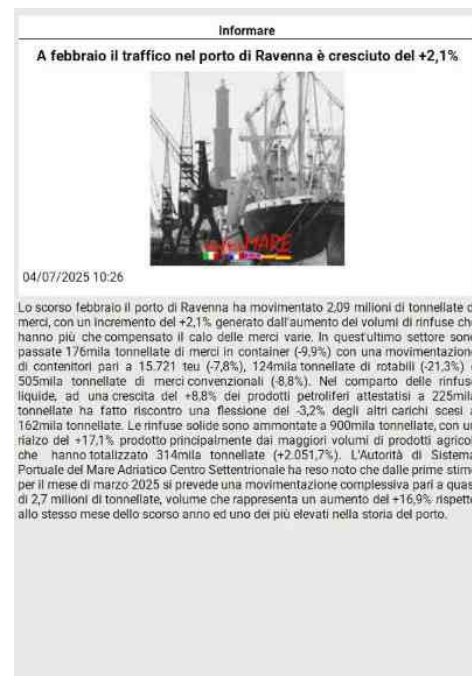 Informare
A febbraio il traffico nel porto di Ravenna è cresciuto del +2,1%
04/07/2025 10:26
Lo scorso febbraio il porto di Ravenna ha movimentato 2,09 milioni di tonnellate d
merci, con un incremento del +2,1% generato dall'aumento dei volumi di rinfuse che
hanno più che compensato il calo delle merci varie. In quest'ultimo settore sono
passate 176mila tonnellate di merci in container (-9,9%) con una movimentazione
di contenitori pari a 15.721 teu (-7,8%), 124mila tonnellate di rotabili (-21,3%)
505mila tonnellate di merci convenzionali (-8,8%). Nel comparto delle rinfuse
liquide, ad una crescita del +8,8% dei prodotti petroliferi attestatisi a 225mila
tonnellate ha fatto riscontro una flessione del -3,2% degli altri carichi scesi
162mila tonnellate. Le rinfuse solide sono ammontate a 900mila tonnellate, con un
rialzo del +17,1% prodotto principalmente dai maggiori volumi di prodotti agricol
che hanno totalizzato 314mila tonnellate (+2.051,7%). L'Autorità di Sistema
Portuale del Mare Adriatico Centro Settentrionale ha reso noto che dalle prime stime
per il mese di marzo 2025 si prevede una movimentazione complessiva pari a quas
di 2,7 milioni di tonnellate, volume che rappresenta un aumento del +16,9% rispetto
allo stesso mese dello scorso anno ed uno dei più elevati nella storia del porto.